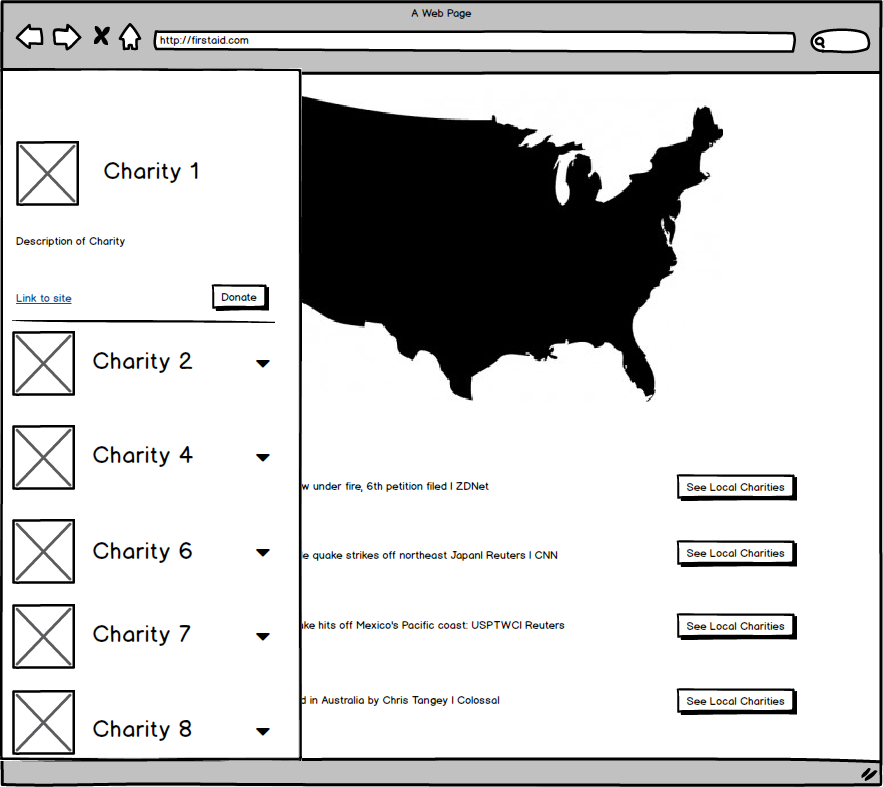 A Web Page
http://firstaid.com
Charity 1
Description of Charity
Link to site
Donate
Charity 2
Charity 4
Charity 6
Charity 7
Charity 8
w under fire, 6th petition filed | ZDNet
See Local Charities
e quake strikes off northeast Japan| Reuters | CNN
See Local Charities
ke hits off Mexico's Pacific coast: USPTWC| Reuters
See Local Charities
d in Australia by Chris Tangey | Colossal
See Local Charities